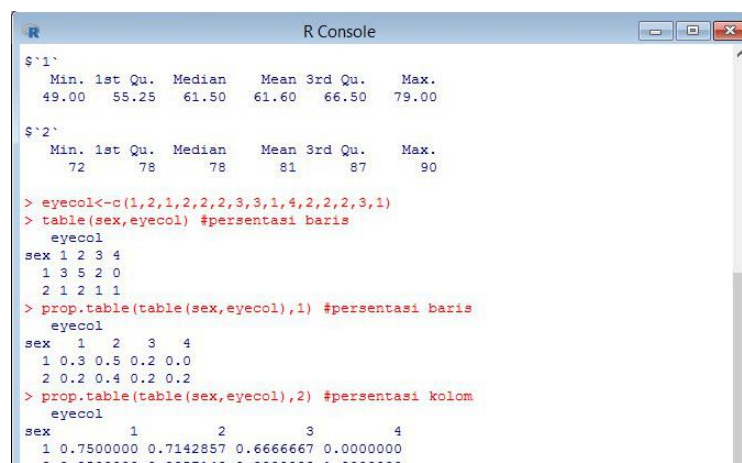 R Console
$`1`
   Min. 1st Qu.  Median    Mean 3rd Qu.    Max.
  49.00   55.25   61.50   61.60   66.50   79.00
$`2`
   Min. 1st Qu.  Median    Mean 3rd Qu.    Max.
     72      78      78      81      87      90
> eyecol<-c(1,2,1,2,2,2,3,3,1,4,2,2,2,3,1)
> table(sex,eyecol) #persentasi baris
   eyecol
sex 1 2 3 4
  1 3 5 2 0
  2 1 2 1 1
> prop.table(table(sex,eyecol),1) #persentasi baris
   eyecol
sex   1   2   3   4
  1 0.3 0.5 0.2 0.0
  2 0.2 0.4 0.2 0.2
> prop.table(table(sex,eyecol),2) #persentasi kolom
   eyecol
sex         1         2         3         4
  1 0.7500000 0.7142857 0.6666667 0.0000000